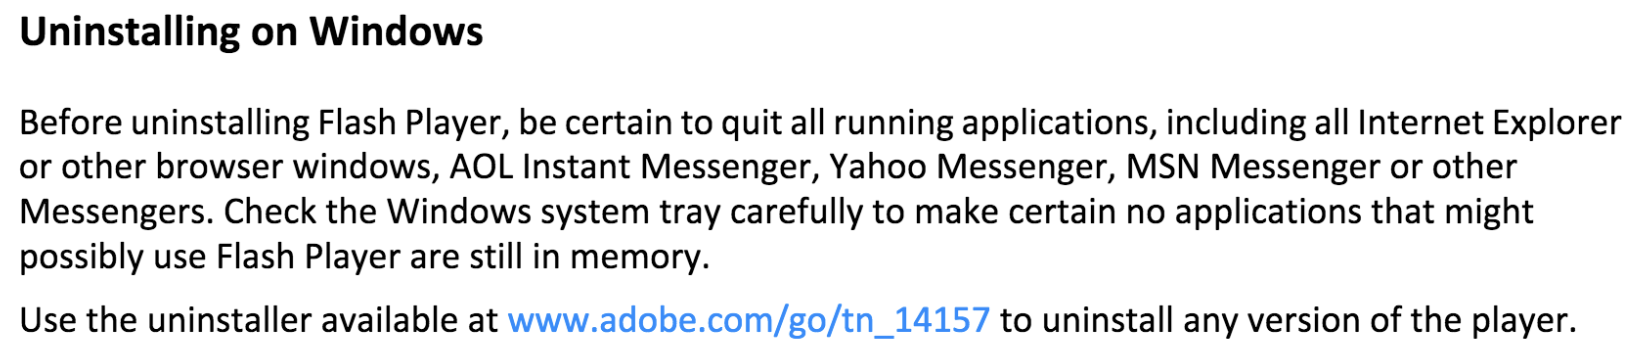 Uninstalling on Windows
Before uninstalling Flash Player, be certain to quit all running applications, including all Internet Explorer
or other browser windows, AOL Instant Messenger, Yahoo Messenger, MSN Messenger or other
Messengers. Check the Windows system tray carefully to make certain no applications that might
possibly use Flash Player are still in memory.
Use the uninstaller available at www.adobe.com/go/tn_14157 to uninstall any version of the player.